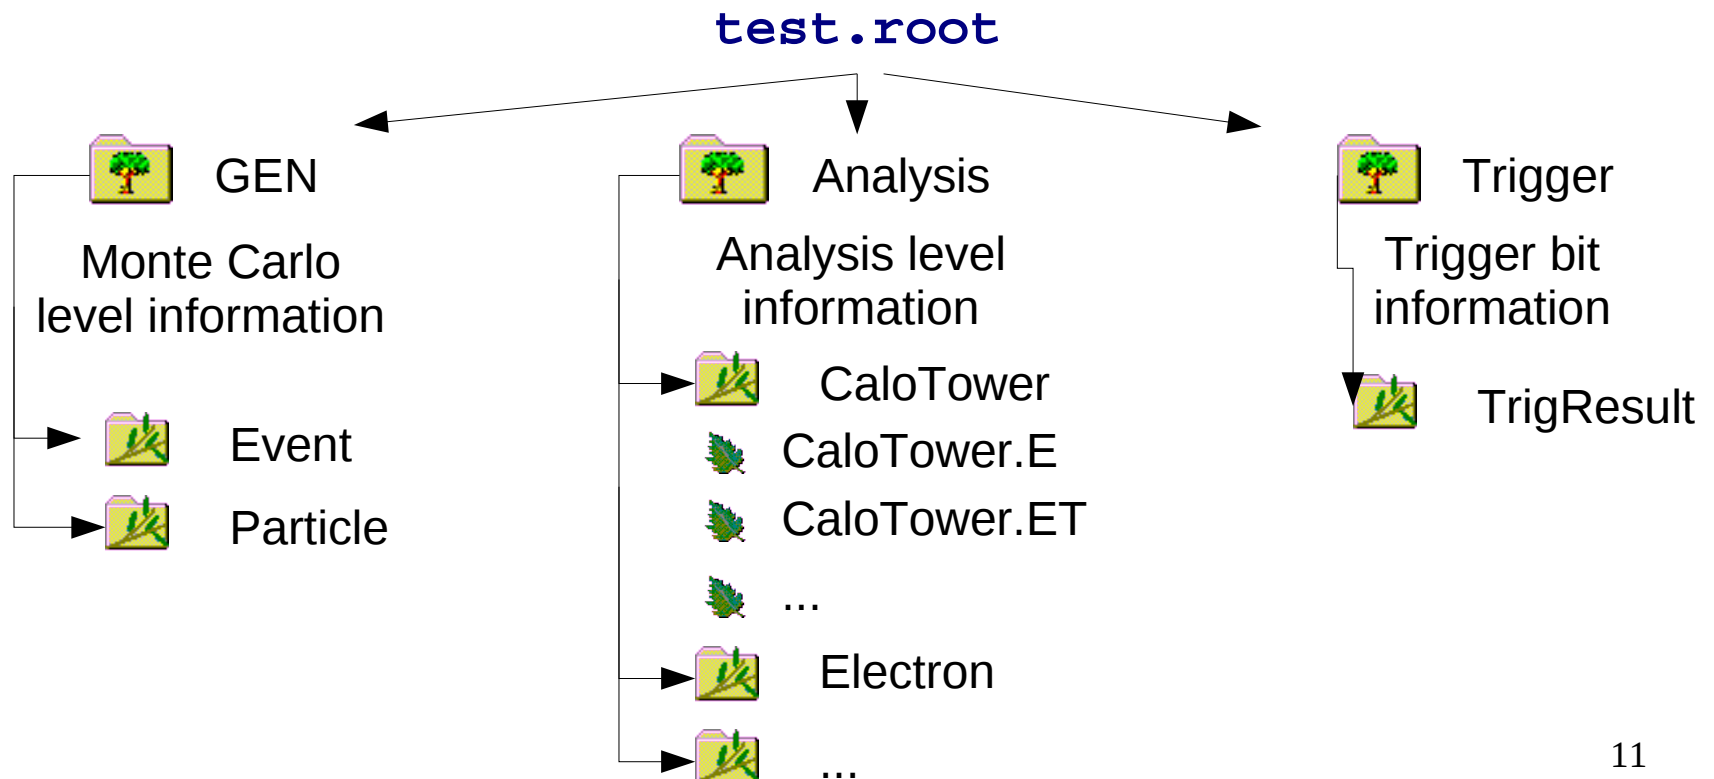 test.root
GEN
Monte Carlo
level information
Event
Particle
Analysis
Analysis level
information
CaloTower
CaloTower.E
CaloTower.ET
...
Electron
...
Trigger
Trigger bit
information
TrigResult
11